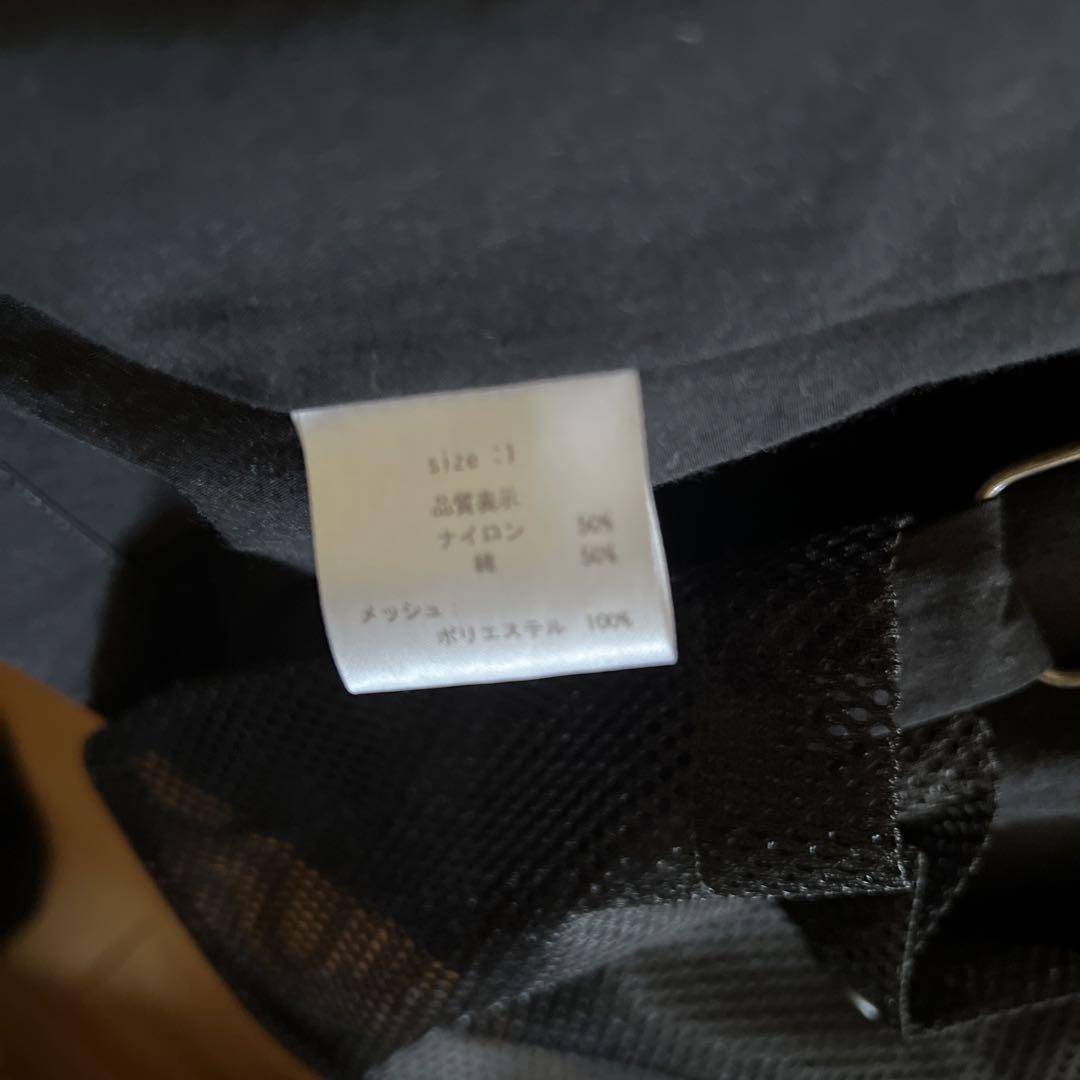 size :1
品質表示
ナイロン 50%
綿 50%
メッシュ:
ポリエステル 100%